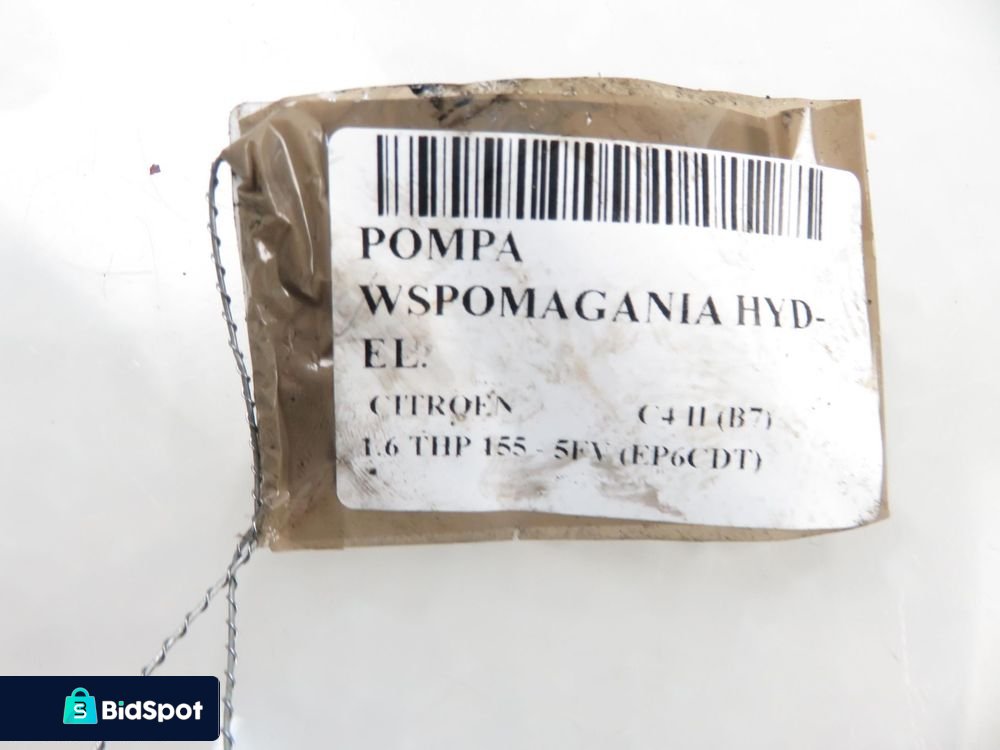 POMPA
WSPOMAGANIA HYD-
EL.
CITROEN C4 II (B7)
1.6 THP 155 - 5FV (EP6CDT)
BidSpot